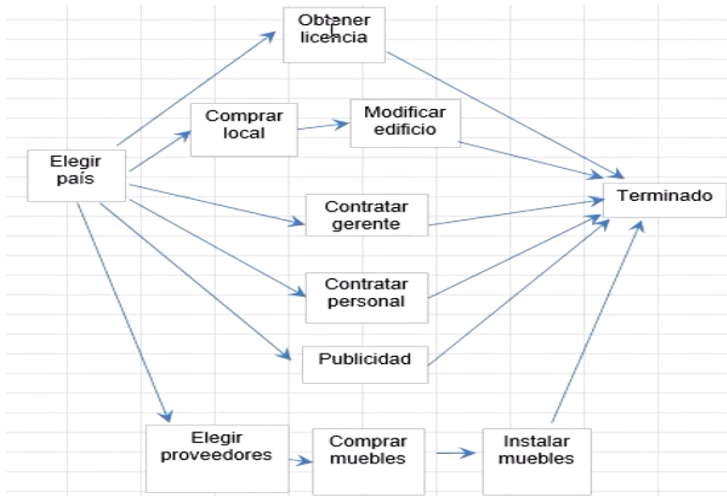 Obtener
licencia
Comprar
local
Modificar
edificio
Elegir
país
Terminado
Contratar
gerente
Contratar
personal
Publicidad
Elegir
proveedores
Comprar
muebles
Instalar
muebles